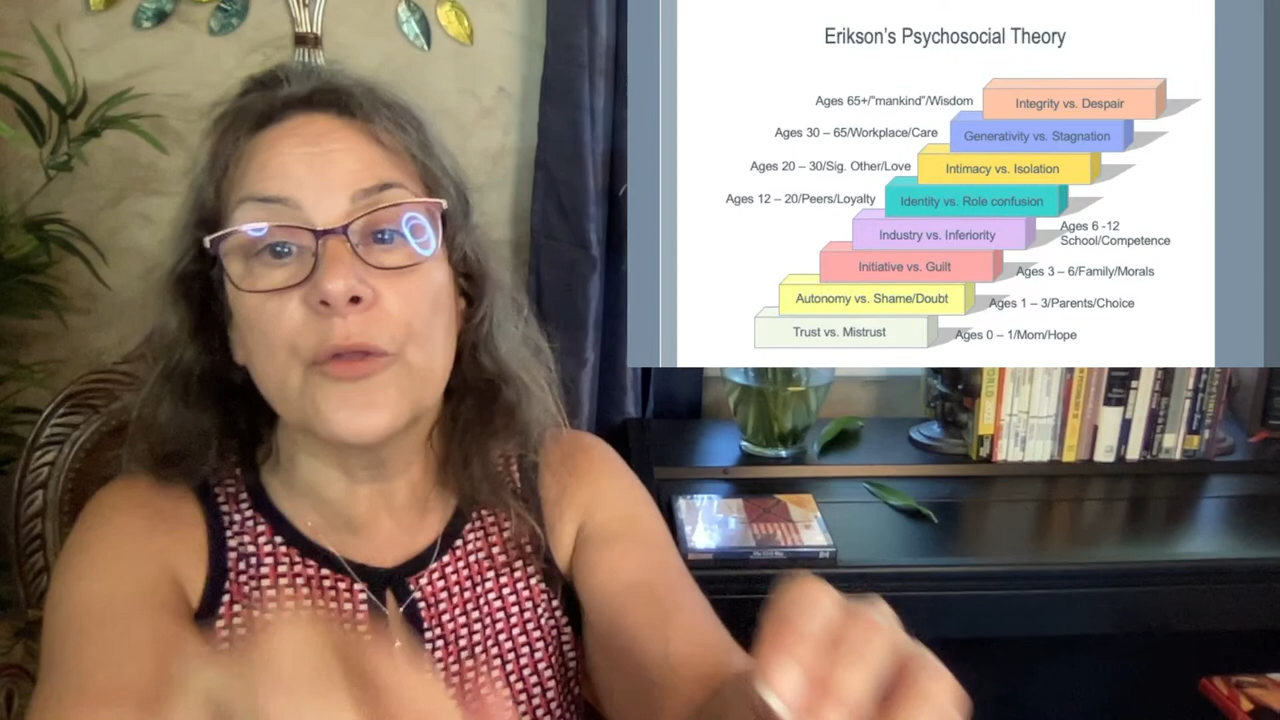 Erikson's Psychosocial Theory
Ages 65+/"mankind"/Wisdom
Integrity vs. Despair
Ages 30 – 65/Workplace/Care
Generativity vs. Stagnation
Ages 20 – 30/Sig. Other/Love
Intimacy vs. Isolation
Ages 12 – 20/Peers/Loyalty
Identity vs. Role confusion
Industry vs. Inferiority
Ages 6 -12
School/Competence
Initiative vs. Guilt
Ages 3 – 6/Family/Morals
Autonomy vs. Shame/Doubt
Ages 1 – 3/Parents/Choice
Trust vs. Mistrust
Ages 0 – 1/Mom/Hope
WORLD